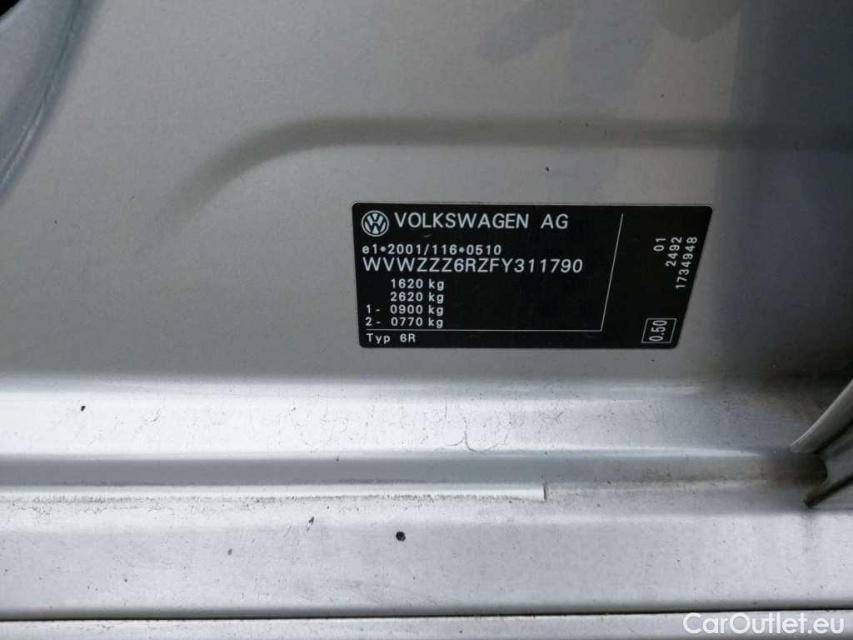 VOLKSWAGEN AG
e1*2001/116*0510
WVWZZZ6RZFY311790
1620 kg
2620 kg
1 - 0900 kg
2 - 0770 kg
Typ 6R
01
2492
1734948
0.50
CarOutlet.eu